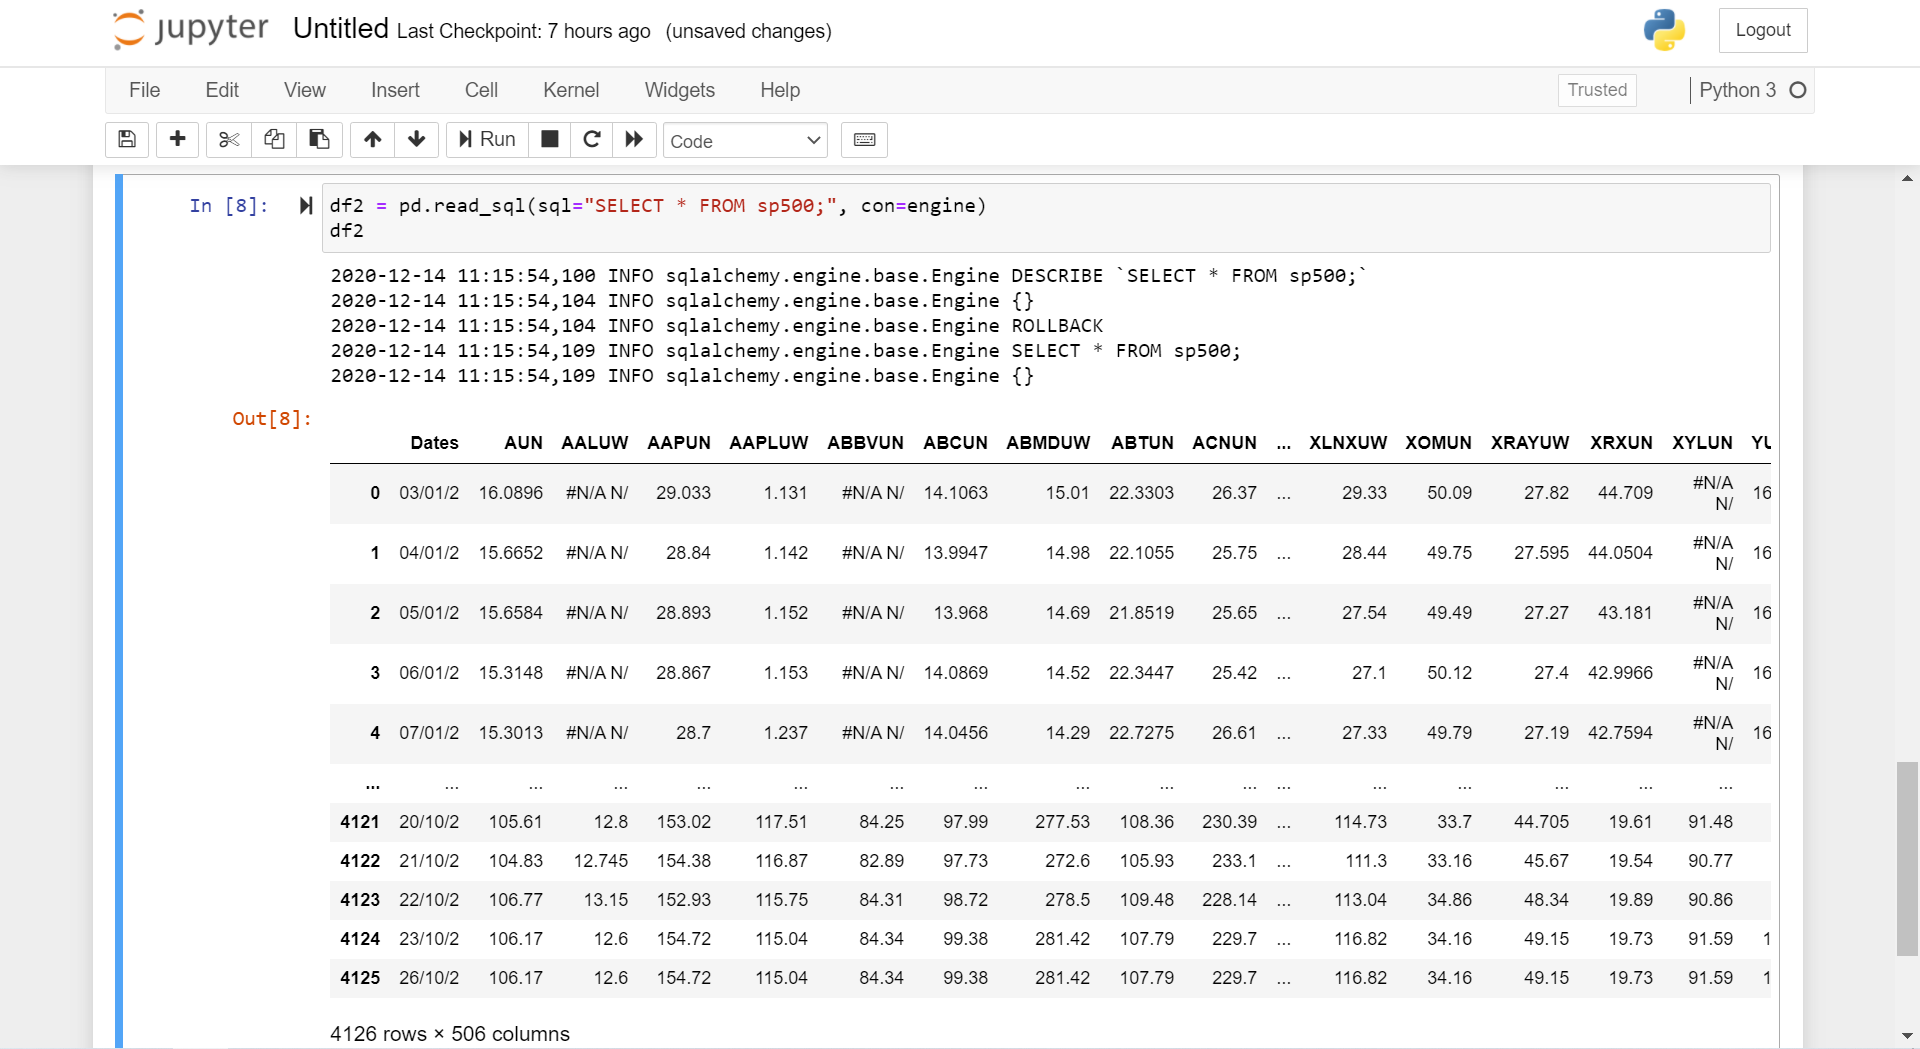 jupyter Untitled Last Checkpoint: 7 hours ago (unsaved changes) Logout
File Edit View Insert Cell Kernel Widgets Help Trusted Python 3
Run Code
In [8]: df2 = pd.read_sql(sql="SELECT * FROM sp500;", con=engine)
df2
2020-12-14 11:15:54,100 INFO sqlalchemy.engine.base.Engine DESCRIBE `SELECT * FROM sp500;`
2020-12-14 11:15:54,104 INFO sqlalchemy.engine.base.Engine {}
2020-12-14 11:15:54,104 INFO sqlalchemy.engine.base.Engine ROLLBACK
2020-12-14 11:15:54,109 INFO sqlalchemy.engine.base.Engine SELECT * FROM sp500;
2020-12-14 11:15:54,109 INFO sqlalchemy.engine.base.Engine {}
Out[8]:
Dates AUN AALUW AAPUN AAPLUW ABBVUN ABCUN ABMDUW ABTUN ACNUN ... XLNXUW XOMUN XRAYUW XRXUN XYLUN
0 03/01/2 16.0896 #N/A N/ 29.033 1.131 #N/A N/ 14.1063 15.01 22.3303 26.37 ... 29.33 50.09 27.82 44.709 #N/A N/ 16
1 04/01/2 15.6652 #N/A N/ 28.84 1.142 #N/A N/ 13.9947 14.98 22.1055 25.75 ... 28.44 49.75 27.595 44.0504 #N/A N/ 16
2 05/01/2 15.6584 #N/A N/ 28.893 1.152 #N/A N/ 13.968 14.69 21.8519 25.65 ... 27.54 49.49 27.27 43.181 #N/A N/ 16
3 06/01/2 15.3148 #N/A N/ 28.867 1.153 #N/A N/ 14.0869 14.52 22.3447 25.42 ... 27.1 50.12 27.4 42.9966 #N/A N/ 16
4 07/01/2 15.3013 #N/A N/ 28.7 1.237 #N/A N/ 14.0456 14.29 22.7275 26.61 ... 27.33 49.79 27.19 42.7594 #N/A N/ 16
... ... ... ... ... ... ... ... ... ... ... ... ... ... ... ... ...
4121 20/10/2 105.61 12.8 153.02 117.51 84.25 97.99 277.53 108.36 230.39 ... 114.73 33.7 44.705 19.61 91.48
4122 21/10/2 104.83 12.745 154.38 116.87 82.89 97.73 272.6 105.93 233.1 ... 111.3 33.16 45.67 19.54 90.77
4123 22/10/2 106.77 13.15 152.93 115.75 84.31 98.72 278.5 109.48 228.14 ... 113.04 34.86 48.34 19.89 90.86
4124 23/10/2 106.17 12.6 154.72 115.04 84.34 99.38 281.42 107.79 229.7 ... 116.82 34.16 49.15 19.73 91.59 1
4125 26/10/2 106.17 12.6 154.72 115.04 84.34 99.38 281.42 107.79 229.7 ... 116.82 34.16 49.15 19.73 91.59 1
4126 rows × 506 columns